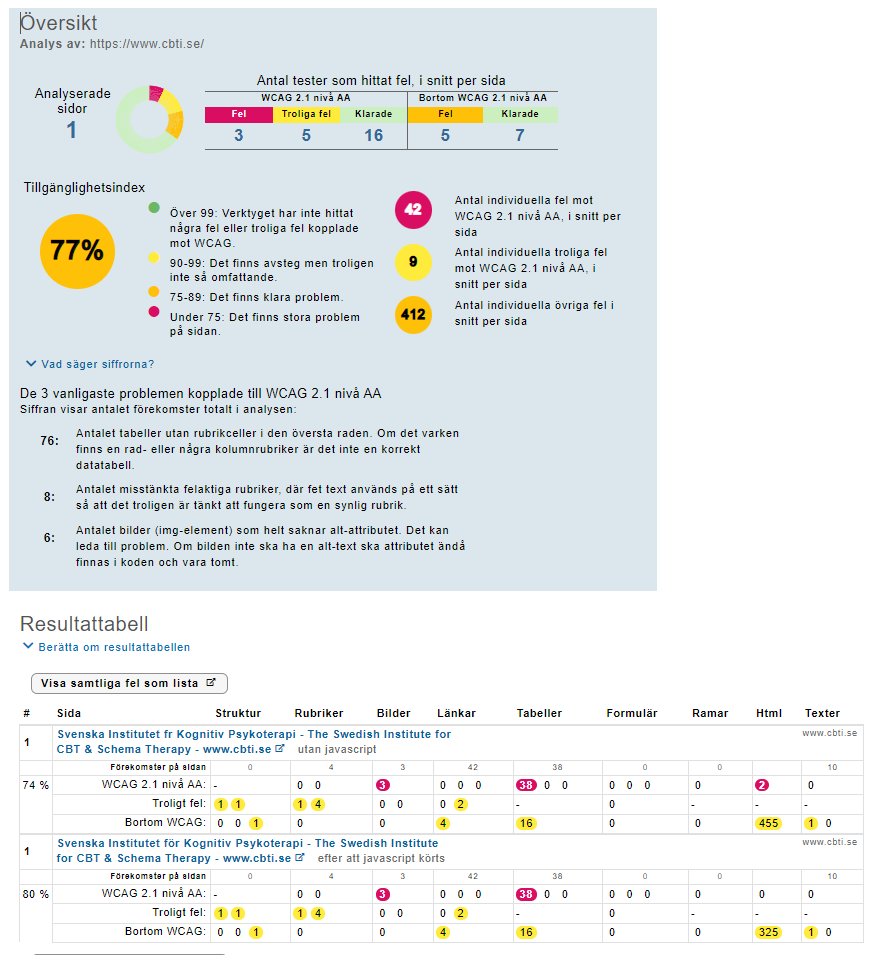 Översikt
Analys av: https://www.cbti.se/
Analyserade
sidor
1
Antal tester som hittat fel, i snitt per sida
WCAG 2.1 nivå AA Bortom WCAG 2.1 nivå AA
Fel Troliga fel Klarade Fel Klarade
3 5 16 5 7
Tillgänglighetsindex
77%
Över 99: Verktyget har inte hittat
några fel eller troliga fel kopplade
mot WCAG.
90-99: Det finns avsteg men troligen
inte så omfattande.
75-89: Det finns klara problem.
Under 75: Det finns stora problem
på sidan.
42
Antal individuella fel mot
WCAG 2.1 nivå AA, i snitt per
sida
9
Antal individuella troliga fel
mot WCAG 2.1 nivå AA, i
snitt per sida
412
Antal individuella övriga fel i
snitt per sida
Vad säger siffrorna?
De 3 vanligaste problemen kopplade till WCAG 2.1 nivå AA
Siffran visar antalet förekomster totalt i analysen:
76: Antalet tabeller utan rubrikceller i den översta raden. Om det varken
finns en rad- eller några kolumnrubriker är det inte en korrekt
datatabell.
8: Antalet misstänkta felaktiga rubriker, där fet text används på ett sätt
så att det troligen är tänkt att fungera som en synlig rubrik.
6: Antalet bilder (img-element) som helt saknar alt-attributet. Det kan
leda till problem. Om bilden inte ska ha en alt-text ska attributet ändå
finnas i koden och vara tomt.
Resultattabell
Berätta om resultattabellen
Visa samtliga fel som lista
# Sida Struktur Rubriker Bilder Länkar Tabeller Formulär Ramar Html Texter
1 Svenska Institutet fr Kognitiv Psykoterapi - The Swedish Institute for www.cbti.se
CBT & Schema Therapy - www.cbti.se utan javascript
Förekomster på sidan 0 4 3 42 38 0 0 10
74 % WCAG 2.1 nivå AA: - 0 0 3 0 0 0 38 0 0 0 0 0 0 2 0
Troligt fel: 1 1 1 4 0 0 0 2 - 0 - - -
Bortom WCAG: 0 0 1 0 0 4 16 455 1 0
1 Svenska Institutet för Kognitiv Psykoterapi - The Swedish Institute www.cbti.se
for CBT & Schema Therapy - www.cbti.se efter att javascript körts
Förekomster på sidan 0 4 3 42 38 0 0 10
80 % WCAG 2.1 nivå AA: - 0 0 3 0 0 0 38 0 0 0 0 0 0 0 0
Troligt fel: 1 1 1 4 0 0 0 2 - 0 - - -
Bortom WCAG: 0 0 1 0 0 4 16 325 1 0